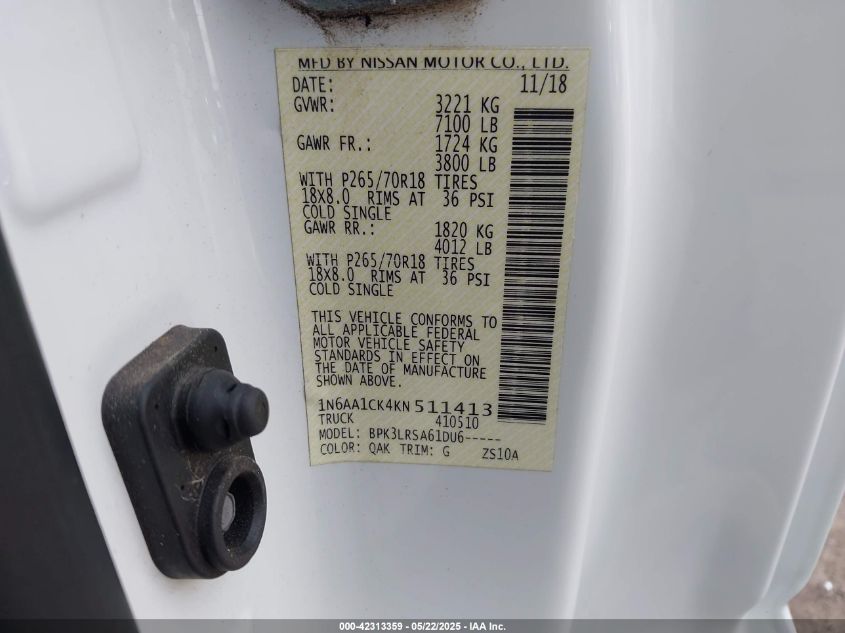 MFD BY NISSAN MOTOR CO., LTD.
DATE: 11/18
GVWR: 3221 KG
7100 LB
GAWR FR.: 1724 KG
3800 LB
WITH P265/70R18 TIRES
18X8.0 RIMS AT 36 PSI
COLD SINGLE
GAWR RR.: 1820 KG
4012 LB
WITH P265/70R18 TIRES
18X8.0 RIMS AT 36 PSI
COLD SINGLE
THIS VEHICLE CONFORMS TO
ALL APPLICABLE FEDERAL
MOTOR VEHICLE SAFETY
STANDARDS IN EFFECT ON
THE DATE OF MANUFACTURE
SHOWN ABOVE.
1N6AA1CK4KN511413
TRUCK 410510
MODEL: BPK3LRSA61DU6-----
COLOR: QAK TRIM: G ZS10A
000-42313359 - 05/22/2025 - IAA Inc.